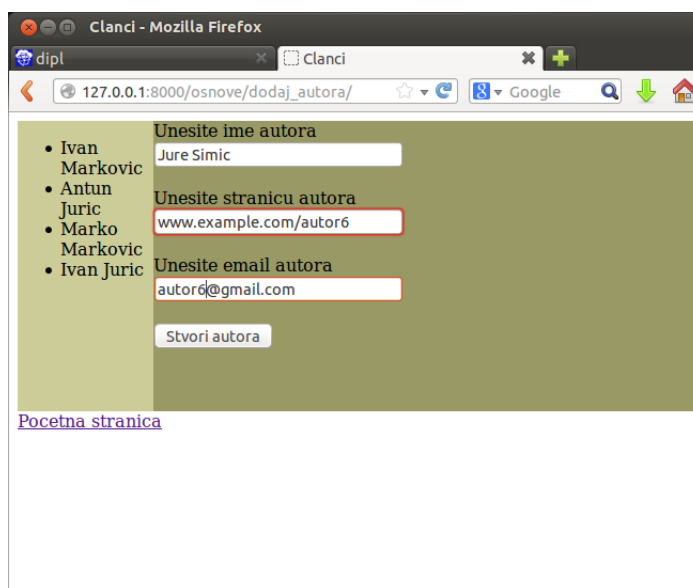 Clanci - Mozilla Firefox
dipl
Clanci
127.0.0.1:8000/osnove/dodaj_autora/
8
Google
Ivan
Markovic
Antun
Juric
Marko
Markovic
Ivan Juric
Unesite ime autora
Jure Simic
Unesite stranicu autora
www.example.com/autor6
Unesite email autora
autor6@gmail.com
Stvori autora
Pocetna stranica